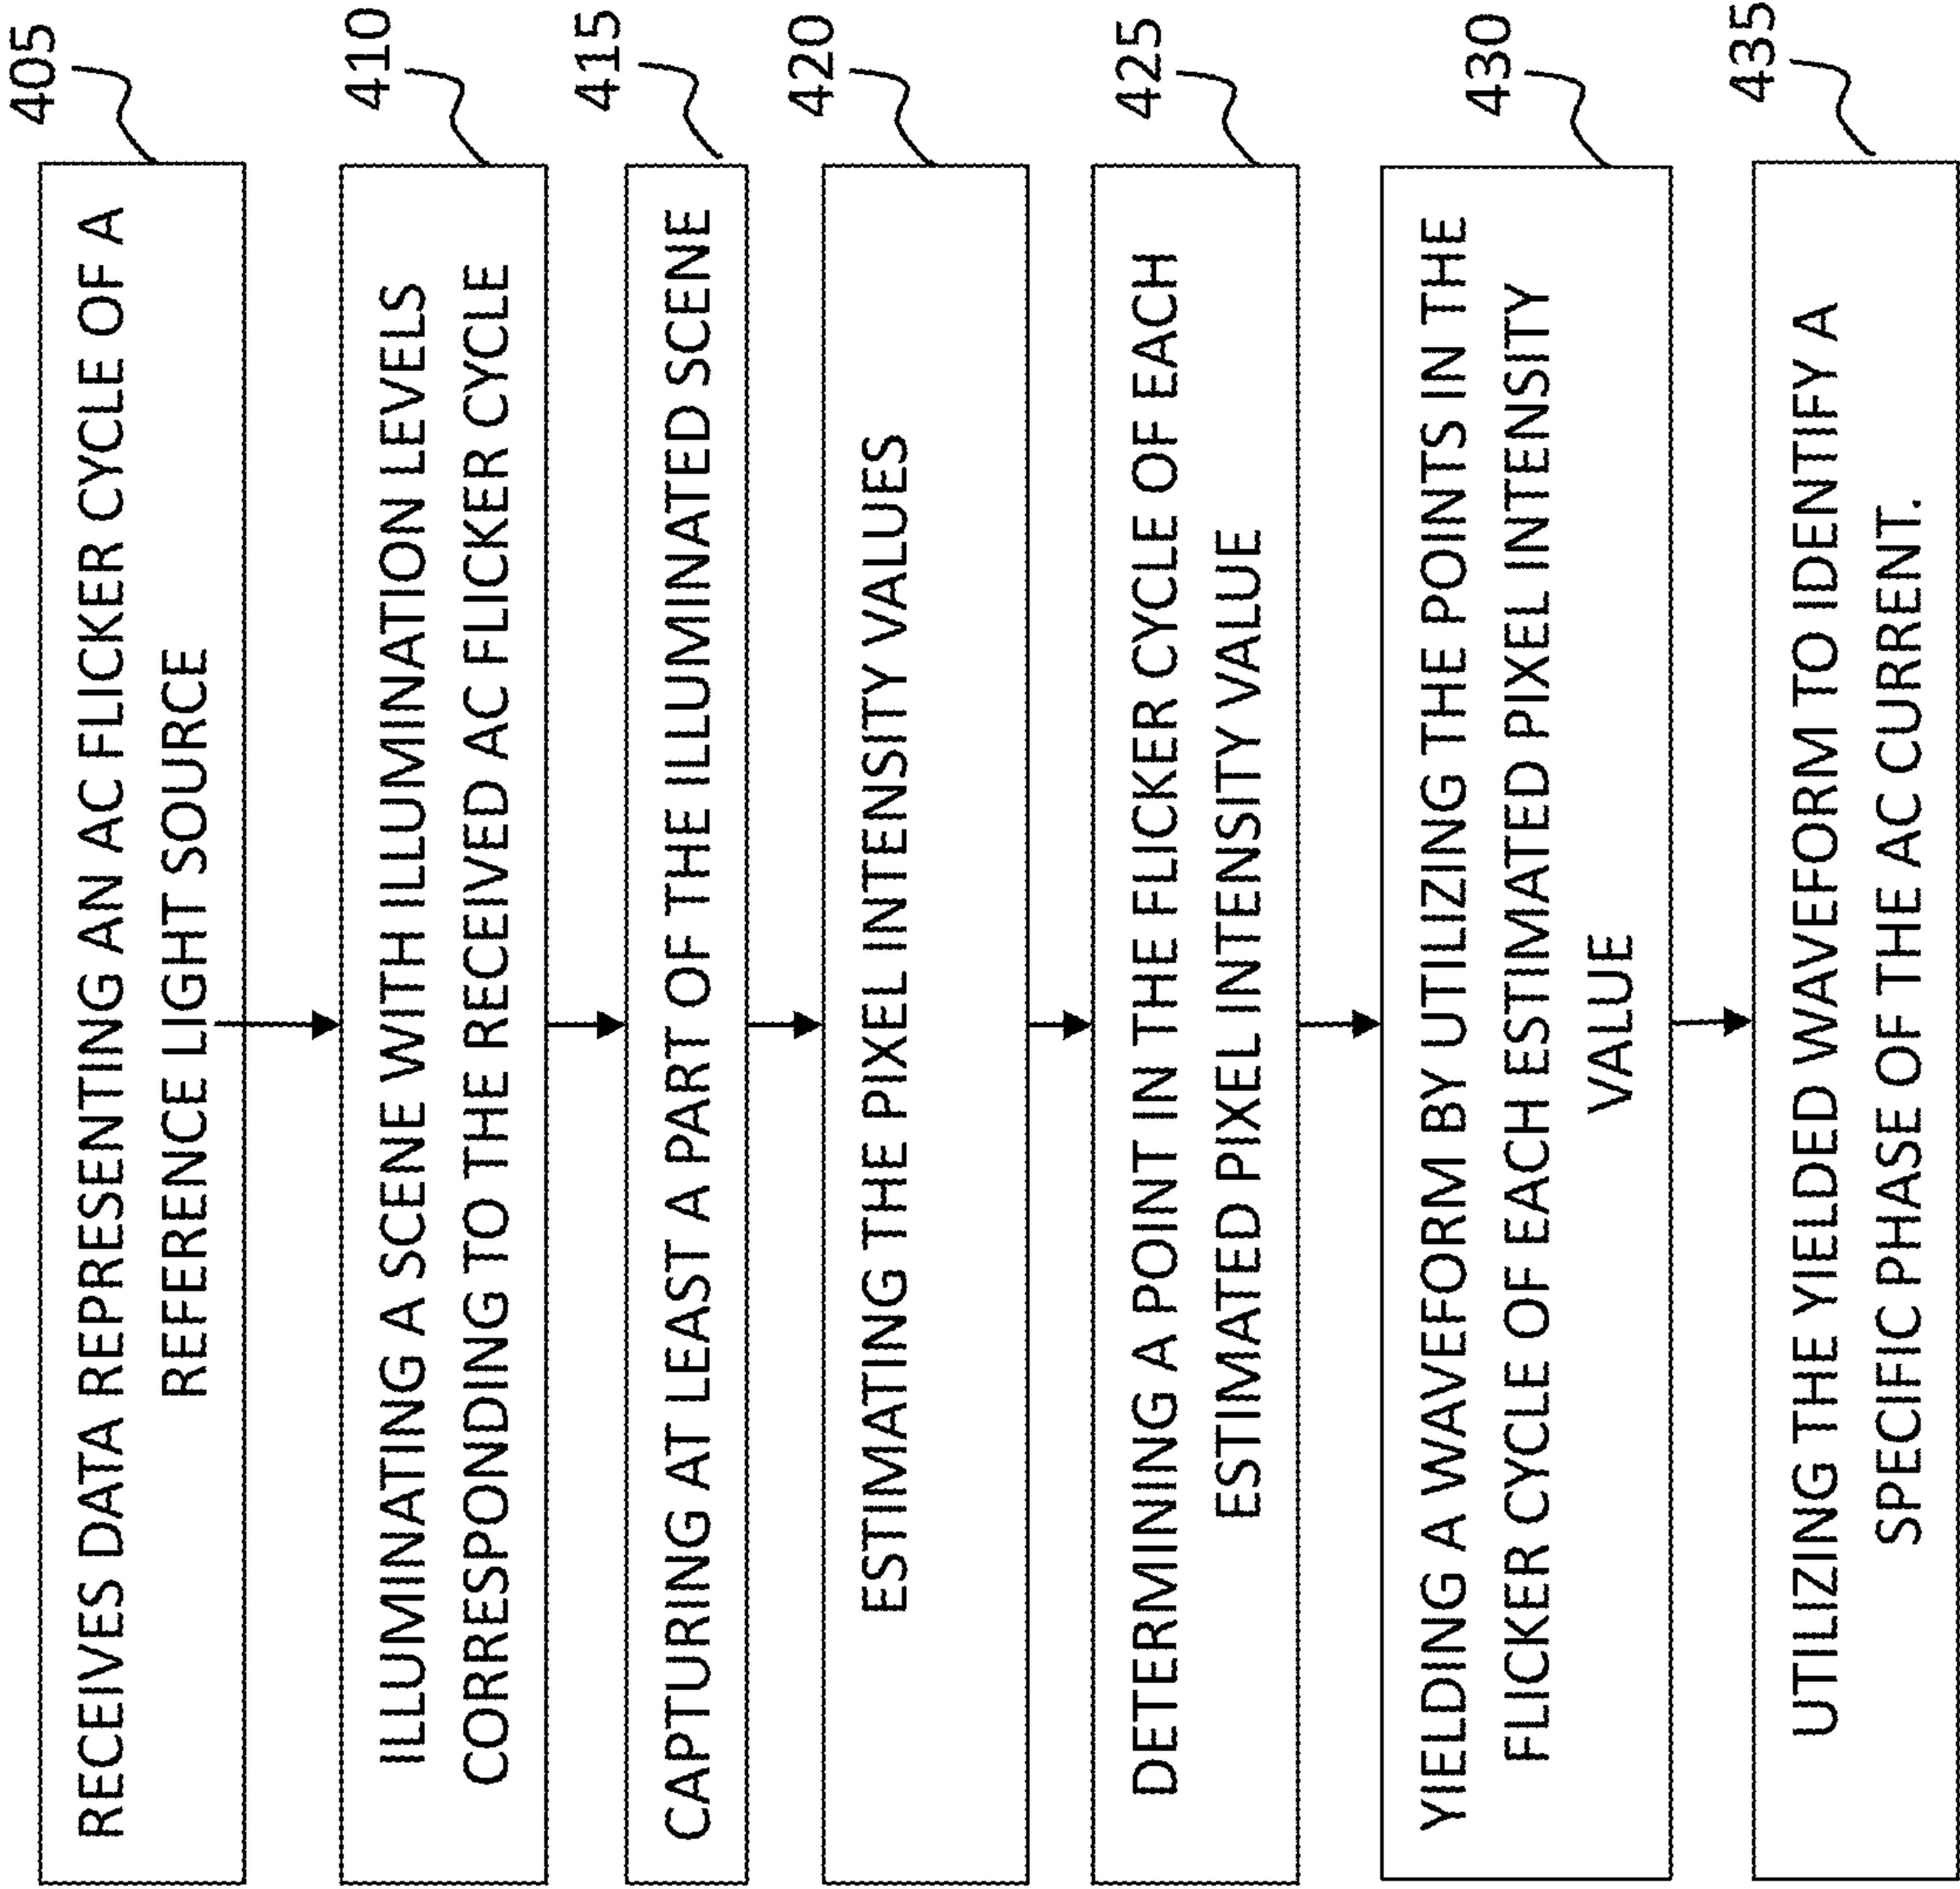 405
RECEIVES DATA REPRESENTING AN AC FLICKER CYCLE OF A
REFERENCE LIGHT SOURCE
410
ILLUMINATING A SCENE WITH ILLUMINATION LEVELS
CORRESPONDING TO THE RECEIVED AC FLICKER CYCLE
415
CAPTURING AT LEAST A PART OF THE ILLUMINATED SCENE
420
ESTIMATING THE PIXEL INTENSITY VALUES
425
DETERMINING A POINT IN THE FLICKER CYCLE OF EACH
ESTIMATED PIXEL INTENSITY VALUE
430
YIELDING A WAVEFORM BY UTILIZING THE POINTS IN THE
FLICKER CYCLE OF EACH ESTIMATED PIXEL INTENSITY
VALUE
435
UTILIZING THE YIELDED WAVEFORM TO IDENTIFY A
SPECIFIC PHASE OF THE AC CURRENT.